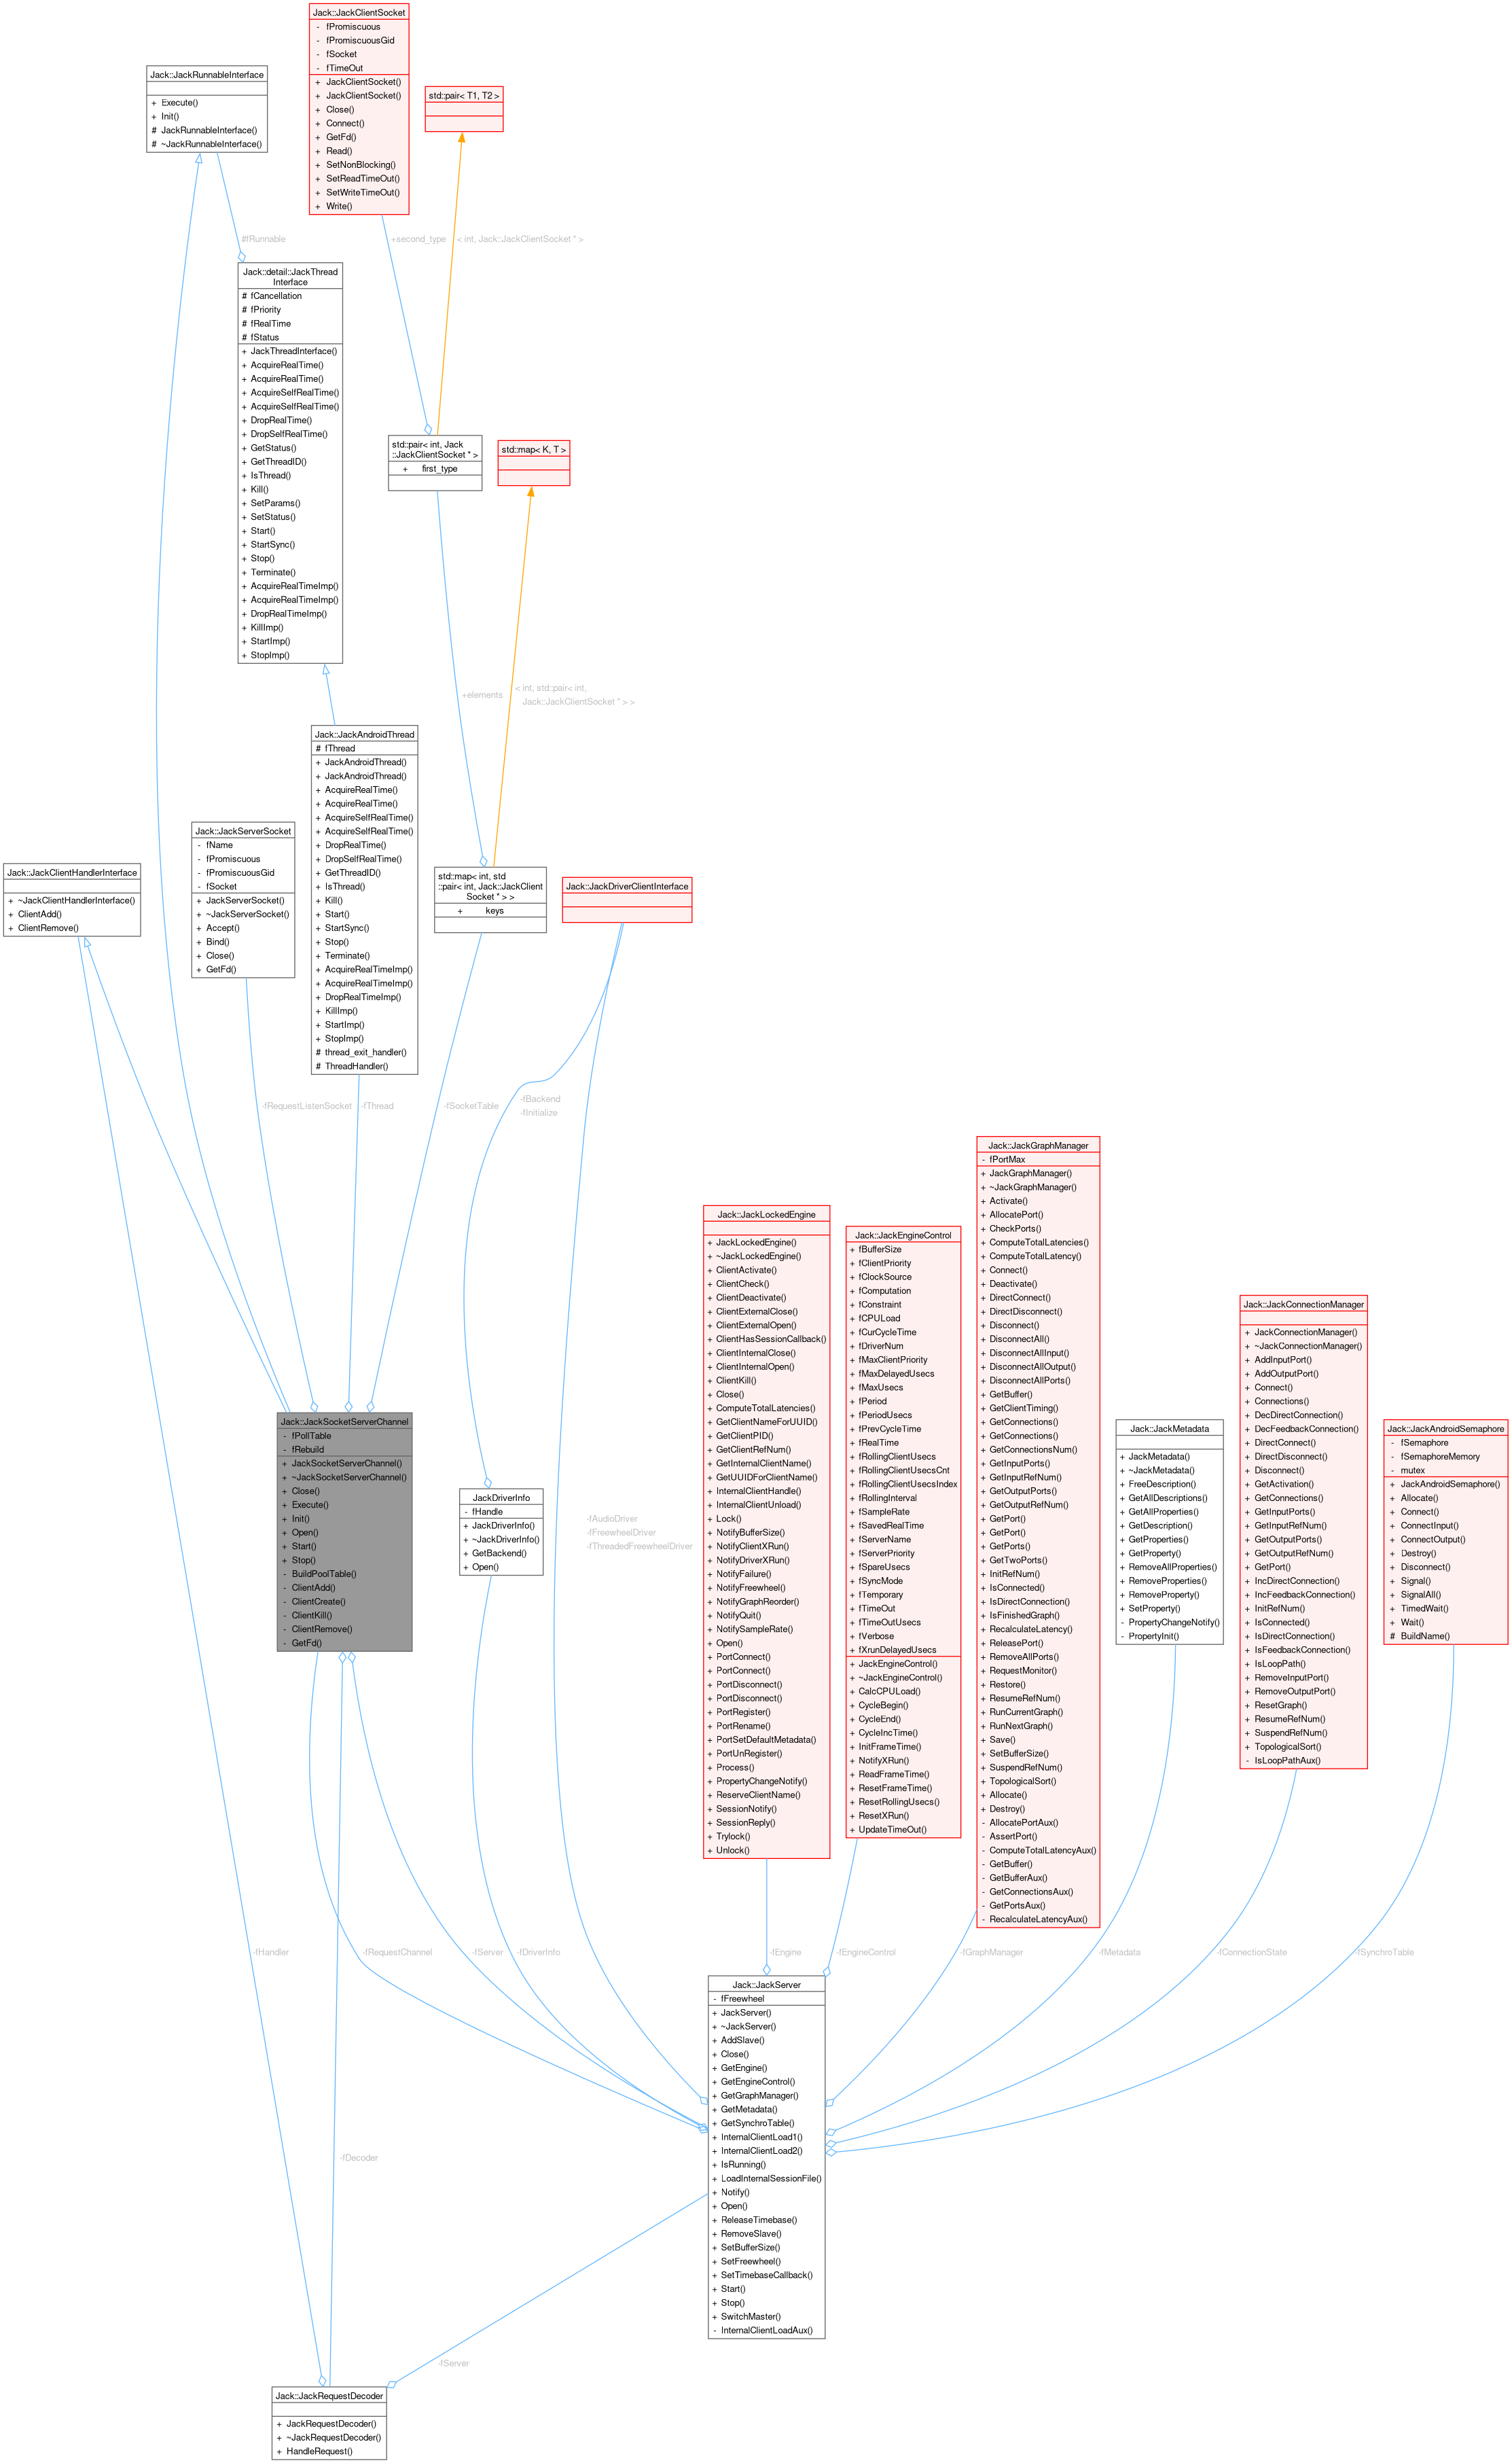 Jack::JackClientSocket
- fPromiscuous
- fPromiscuousGid
- fSocket
- fTimeOut
+ JackClientSocket()
+ JackClientSocket()
+ Close()
+ Connect()
+ GetFd()
+ Read()
+ SetNonBlocking()
+ SetReadTimeOut()
+ SetWriteTimeOut()
+ Write()
Jack::JackRunnableInterface
+ Execute()
+ Init()
# JackRunnableInterface()
# ~JackRunnableInterface()
std::pair< T1, T2 >
#fRunnable
+second_type
< int, Jack::JackClientSocket * >
Jack::detail::JackThread
Interface
# fCancellation
# fPriority
# fRealTime
# fStatus
+ JackThreadInterface()
+ AcquireRealTime()
+ AcquireRealTime()
+ AcquireSelfRealTime()
+ AcquireSelfRealTime()
+ DropRealTime()
+ DropSelfRealTime()
+ GetStatus()
+ GetThreadID()
+ IsThread()
+ Kill()
+ SetParams()
+ SetStatus()
+ Start()
+ StartSync()
+ Stop()
+ Terminate()
+ AcquireRealTimeImp()
+ AcquireRealTimeImp()
+ DropRealTimeImp()
+ KillImp()
+ StartImp()
+ StopImp()
std::pair< int, Jack
::JackClientSocket * >
+ first_type
std::map< K, T >
+elements
< int, std::pair< int,
Jack::JackClientSocket * > >
Jack::JackAndroidThread
# fThread
+ JackAndroidThread()
+ JackAndroidThread()
+ AcquireRealTime()
+ AcquireRealTime()
+ AcquireSelfRealTime()
+ AcquireSelfRealTime()
+ DropRealTime()
+ DropSelfRealTime()
+ GetThreadID()
+ IsThread()
+ Kill()
+ Start()
+ StartSync()
+ Stop()
+ Terminate()
+ AcquireRealTimeImp()
+ AcquireRealTimeImp()
+ DropRealTimeImp()
+ KillImp()
+ StartImp()
+ StopImp()
# thread_exit_handler()
# ThreadHandler()
Jack::JackServerSocket
- fName
- fPromiscuous
- fPromiscuousGid
- fSocket
+ JackServerSocket()
+ ~JackServerSocket()
+ Accept()
+ Bind()
+ Close()
+ GetFd()
Jack::JackClientHandlerInterface
+ ~JackClientHandlerInterface()
+ ClientAdd()
+ ClientRemove()
std::map< int, std
::pair< int, Jack::JackClient
Socket * > >
+ keys
Jack::JackDriverClientInterface
-fRequestListenSocket
-fThread
-fSocketTable
-fBackend
-fInitialize
Jack::JackGraphManager
- fPortMax
+ JackGraphManager()
+ ~JackGraphManager()
+ Activate()
+ AllocatePort()
+ CheckPorts()
+ ComputeTotalLatencies()
+ ComputeTotalLatency()
+ Connect()
+ Deactivate()
+ DirectConnect()
+ DirectDisconnect()
+ Disconnect()
+ DisconnectAll()
+ DisconnectAllInput()
+ DisconnectAllOutput()
+ DisconnectAllPorts()
+ GetBuffer()
+ GetClientTiming()
+ GetConnections()
+ GetConnections()
+ GetConnectionsNum()
+ GetInputPorts()
+ GetInputRefNum()
+ GetOutputPorts()
+ GetOutputRefNum()
+ GetPort()
+ GetPort()
+ GetPorts()
+ GetTwoPorts()
+ InitRefNum()
+ IsConnected()
+ IsDirectConnection()
+ IsFinishedGraph()
+ RecalculateLatency()
+ ReleasePort()
+ RemoveAllPorts()
+ RequestMonitor()
+ Restore()
+ ResumeRefNum()
+ RunCurrentGraph()
+ RunNextGraph()
+ Save()
+ SetBufferSize()
+ SuspendRefNum()
+ TopologicalSort()
+ Allocate()
+ Destroy()
- AllocatePortAux()
- AssertPort()
- ComputeTotalLatencyAux()
- GetBuffer()
- GetBufferAux()
- GetConnectionsAux()
- GetPortsAux()
- RecalculateLatencyAux()
Jack::JackLockedEngine
+ JackLockedEngine()
+ ~JackLockedEngine()
+ ClientActivate()
+ ClientCheck()
+ ClientDeactivate()
+ ClientExternalClose()
+ ClientExternalOpen()
+ ClientHasSessionCallback()
+ ClientInternalClose()
+ ClientInternalOpen()
+ ClientKill()
+ Close()
+ ComputeTotalLatencies()
+ GetClientNameForUUID()
+ GetClientPID()
+ GetClientRefNum()
+ GetInternalClientName()
+ GetUUIDForClientName()
+ InternalClientHandle()
+ InternalClientUnload()
+ Lock()
+ NotifyBufferSize()
+ NotifyClientXRun()
+ NotifyDriverXRun()
+ NotifyFailure()
+ NotifyFreewheel()
+ NotifyGraphReorder()
+ NotifyQuit()
+ NotifySampleRate()
+ Open()
+ PortConnect()
+ PortConnect()
+ PortDisconnect()
+ PortDisconnect()
+ PortRegister()
+ PortRename()
+ PortSetDefaultMetadata()
+ PortUnRegister()
+ Process()
+ PropertyChangeNotify()
+ ReserveClientName()
+ SessionNotify()
+ SessionReply()
+ Trylock()
+ Unlock()
Jack::JackEngineControl
+ fBufferSize
+ fClientPriority
+ fClockSource
+ fComputation
+ fConstraint
+ fCPULoad
+ fCurCycleTime
+ fDriverNum
+ fMaxClientPriority
+ fMaxDelayedUsecs
+ fMaxUsecs
+ fPeriod
+ fPeriodUsecs
+ fPrevCycleTime
+ fRealTime
+ fRollingClientUsecs
+ fRollingClientUsecsCnt
+ fRollingClientUsecsIndex
+ fRollingInterval
+ fSampleRate
+ fSavedRealTime
+ fServerName
+ fServerPriority
+ fSpareUsecs
+ fSyncMode
+ fTemporary
+ fTimeOut
+ fTimeOutUsecs
+ fVerbose
+ fXrunDelayedUsecs
+ JackEngineControl()
+ ~JackEngineControl()
+ CalcCPULoad()
+ CycleBegin()
+ CycleEnd()
+ CycleIncTime()
+ InitFrameTime()
+ NotifyXRun()
+ ReadFrameTime()
+ ResetFrameTime()
+ ResetRollingUsecs()
+ ResetXRun()
+ UpdateTimeOut()
Jack::JackConnectionManager
+ JackConnectionManager()
+ ~JackConnectionManager()
+ AddInputPort()
+ AddOutputPort()
+ Connect()
+ Connections()
+ DecDirectConnection()
+ DecFeedbackConnection()
+ DirectConnect()
+ DirectDisconnect()
+ Disconnect()
+ GetActivation()
+ GetConnections()
+ GetInputPorts()
+ GetInputRefNum()
+ GetOutputPorts()
+ GetOutputRefNum()
+ GetPort()
+ IncDirectConnection()
+ IncFeedbackConnection()
+ InitRefNum()
+ IsConnected()
+ IsDirectConnection()
+ IsFeedbackConnection()
+ IsLoopPath()
+ RemoveInputPort()
+ RemoveOutputPort()
+ ResetGraph()
+ ResumeRefNum()
+ SuspendRefNum()
+ TopologicalSort()
- IsLoopPathAux()
Jack::JackSocketServerChannel
- fPollTable
- fRebuild
+ JackSocketServerChannel()
+ ~JackSocketServerChannel()
+ Close()
+ Execute()
+ Init()
+ Open()
+ Start()
+ Stop()
- BuildPoolTable()
- ClientAdd()
- ClientCreate()
- ClientKill()
- ClientRemove()
- GetFd()
Jack::JackMetadata
+ JackMetadata()
+ ~JackMetadata()
+ FreeDescription()
+ GetAllDescriptions()
+ GetAllProperties()
+ GetDescription()
+ GetProperties()
+ GetProperty()
+ RemoveAllProperties()
+ RemoveProperties()
+ RemoveProperty()
+ SetProperty()
- PropertyChangeNotify()
- PropertyInit()
Jack::JackAndroidSemaphore
- fSemaphore
- fSemaphoreMemory
- mutex
+ JackAndroidSemaphore()
+ Allocate()
+ Connect()
+ ConnectInput()
+ ConnectOutput()
+ Destroy()
+ Disconnect()
+ Signal()
+ SignalAll()
+ TimedWait()
+ Wait()
# BuildName()
JackDriverInfo
- fHandle
+ JackDriverInfo()
+ ~JackDriverInfo()
+ GetBackend()
+ Open()
-fAudioDriver
-fFreewheelDriver
-fThreadedFreewheelDriver
-fHandler
-fRequestChannel
-fServer
-fDriverInfo
-fEngine
-fEngineControl
-fGraphManager
-fMetadata
-fConnectionState
-fSynchroTable
Jack::JackServer
- fFreewheel
+ JackServer()
+ ~JackServer()
+ AddSlave()
+ Close()
+ GetEngine()
+ GetEngineControl()
+ GetGraphManager()
+ GetMetadata()
+ GetSynchroTable()
+ InternalClientLoad1()
+ InternalClientLoad2()
+ IsRunning()
+ LoadInternalSessionFile()
+ Notify()
+ Open()
+ ReleaseTimebase()
+ RemoveSlave()
+ SetBufferSize()
+ SetFreewheel()
+ SetTimebaseCallback()
+ Start()
+ Stop()
+ SwitchMaster()
- InternalClientLoadAux()
-fDecoder
-fServer
Jack::JackRequestDecoder
+ JackRequestDecoder()
+ ~JackRequestDecoder()
+ HandleRequest()